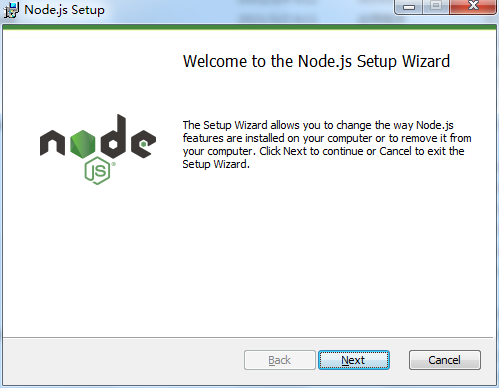 Node.js Setup
Welcome to the Node.js Setup Wizard
The Setup Wizard allows you to change the way Node.js
features are installed on your computer or to remove it from
your computer. Click Next to continue or Cancel to exit the
Setup Wizard.
node
JS
Back
Next
Cancel